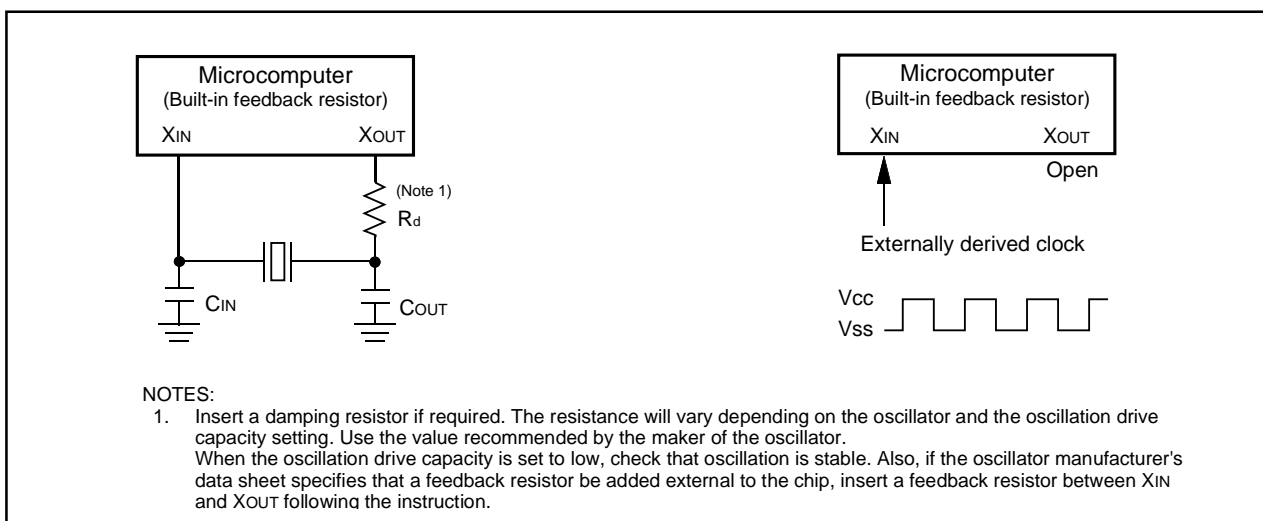 Microcomputer
(Built-in feedback resistor)
XIN XOUT
(Note 1)
Rd
CIN
COUT
Microcomputer
(Built-in feedback resistor)
XIN XOUT
Open
Externally derived clock
Vcc
Vss
NOTES:
1. Insert a damping resistor if required. The resistance will vary depending on the oscillator and the oscillation drive
capacity setting. Use the value recommended by the maker of the oscillator.
When the oscillation drive capacity is set to low, check that oscillation is stable. Also, if the oscillator manufacturer's
data sheet specifies that a feedback resistor be added external to the chip, insert a feedback resistor between XIN
and XOUT following the instruction.